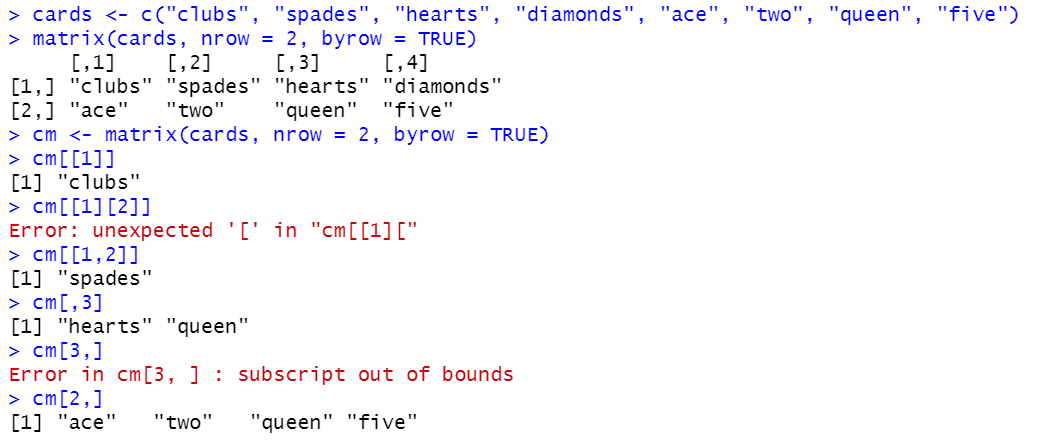 > cards <- c("clubs", "spades", "hearts", "diamonds", "ace", "two", "queen", "five")
> matrix(cards, nrow = 2, byrow = TRUE)
     [,1]    [,2]     [,3]     [,4]
[1,] "clubs" "spades" "hearts" "diamonds"
[2,] "ace"   "two"    "queen"  "five"
> cm <- matrix(cards, nrow = 2, byrow = TRUE)
> cm[[1]]
[1] "clubs"
> cm[[1][2]]
Error: unexpected '[' in "cm[[1]["
> cm[[1,2]]
[1] "spades"
> cm[,3]
[1] "hearts" "queen"
> cm[3,]
Error in cm[3, ] : subscript out of bounds
> cm[2,]
[1] "ace"   "two"   "queen" "five"